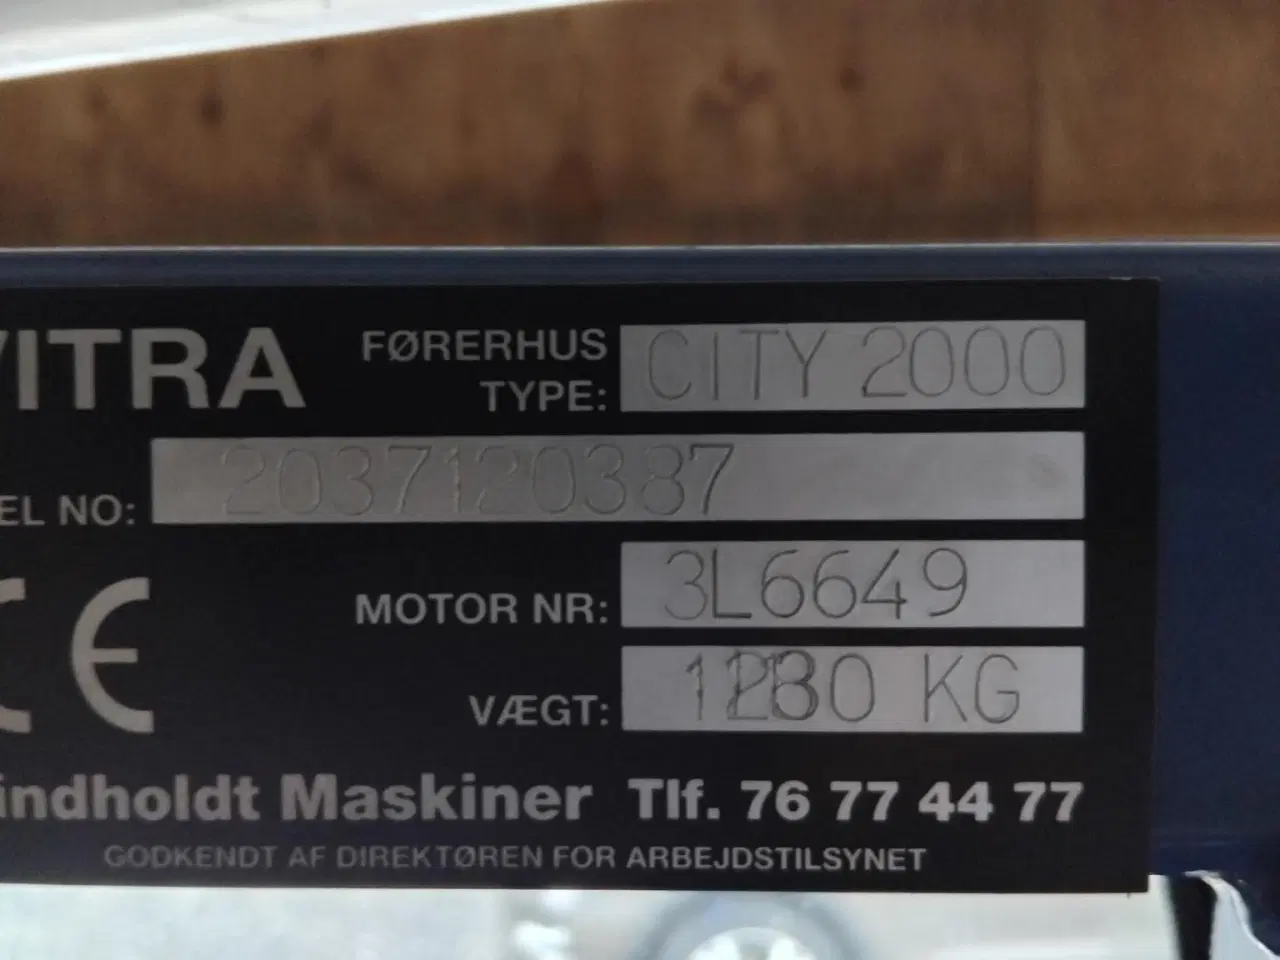 VITRA FØRERHUS TYPE: CITY 2000
EL NO: 2037120387
CE MOTOR NR: 3L6649
VÆGT: KG
indholdt Maskiner Tlf. 76 77 44 77
GODKENDT AF DIREKTØREN FOR ARBEJDSTILSYNET